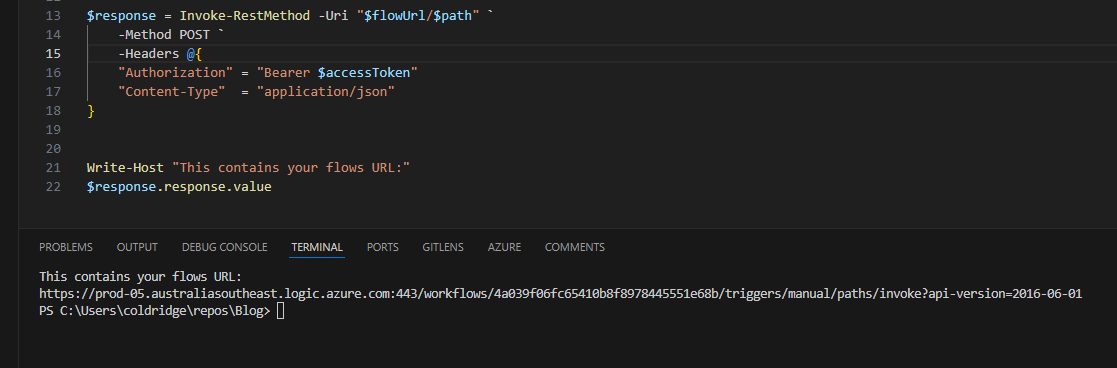 13 $response = Invoke-RestMethod -Uri "$flowUrl/$path" `
14     -Method POST `
15     -Headers @{
16     "Authorization" = "Bearer $accessToken"
17     "Content-Type"  = "application/json"
18 }
19
20
21 Write-Host "This contains your flows URL:"
22 $response.response.value
PROBLEMS OUTPUT DEBUG CONSOLE TERMINAL PORTS GITLENS AZURE COMMENTS
This contains your flows URL:
https://prod-05.australiasoutheast.logic.azure.com:443/workflows/4a039f06fc65410b8f8978445551e68b/triggers/manual/paths/invoke?api-version=2016-06-01
PS C:\Users\coldridge\repos\Blog>